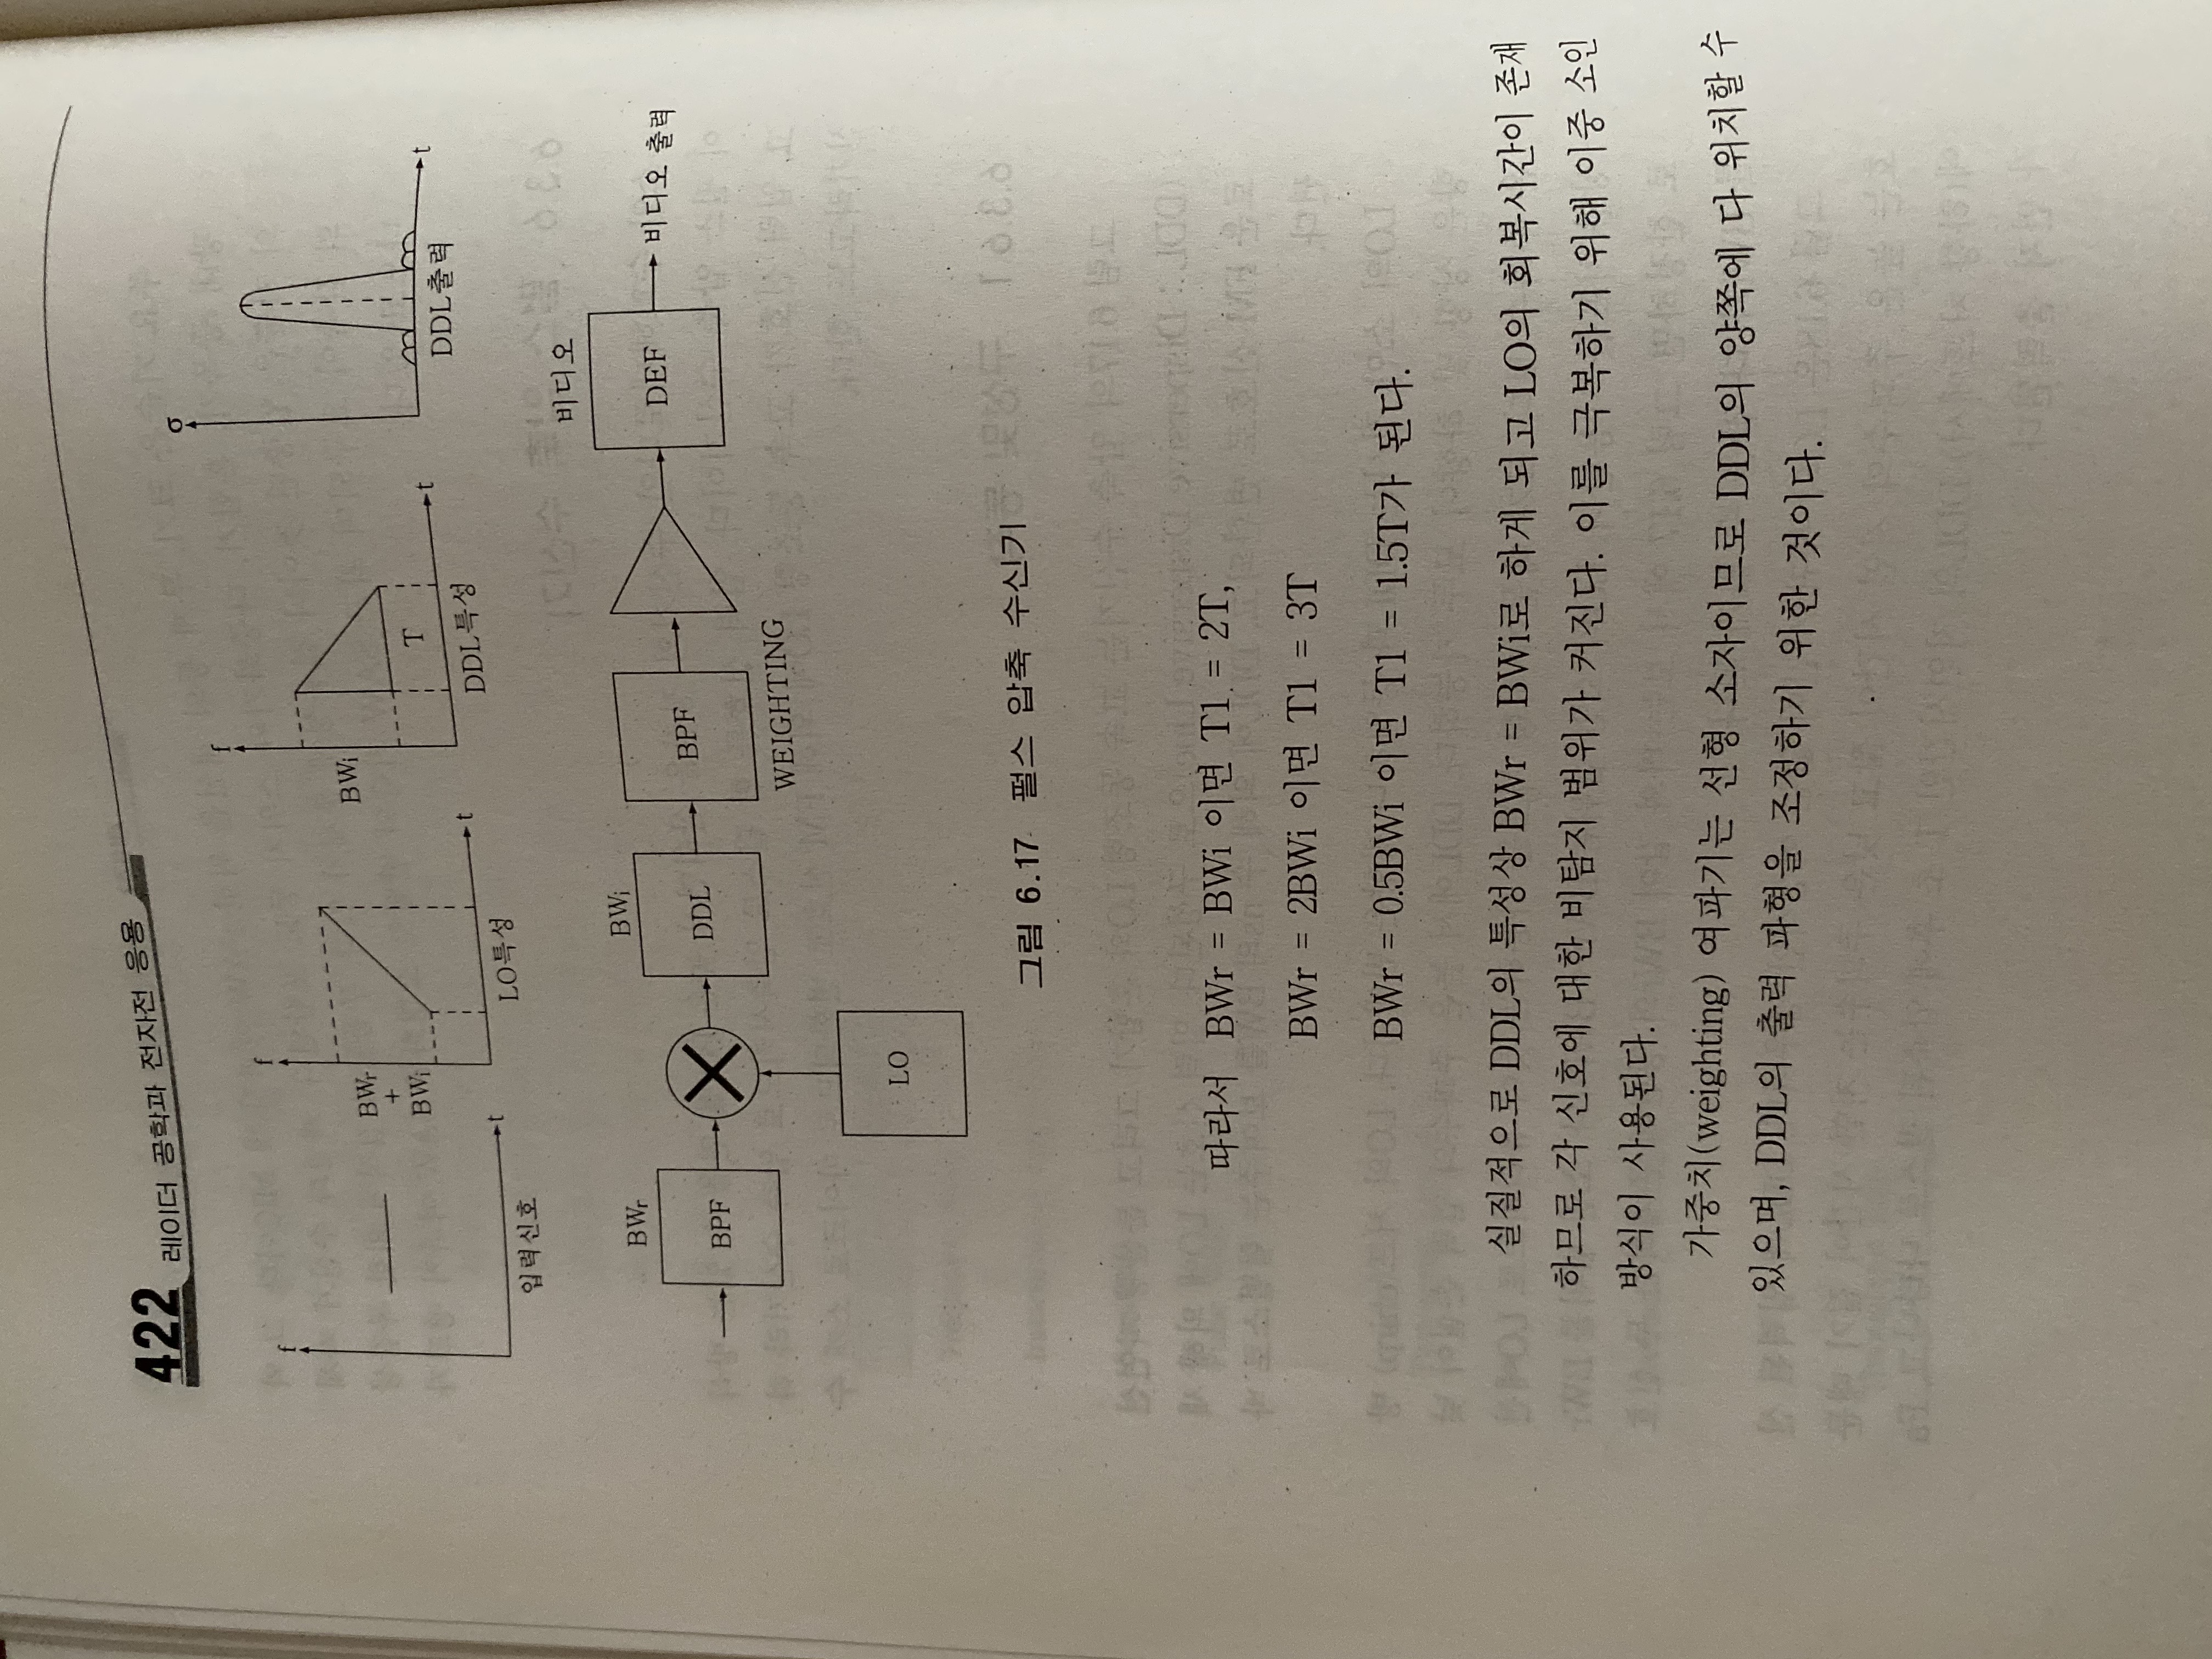 422 레이더 공학과 전자전 응용
f
t
입력신호
f
BWr
+
BWi
t
LO특성
f
BWi
T
t
DDL특성
σ
t
DDL출력
BWr
BPF
LO
BWi
DDL
BPF
WEIGHTING
비디오
DEF
비디오 출력
그림 6.17 펄스 압축 수신기
따라서 BWr = BWi 이면 T1 = 2T,
BWr = 2BWi 이면 T1 = 3T
BWr = 0.5BWi 이면 T1 = 1.5T가 된다.
실질적으로 DDL의 특성상 BWr = BWi로 하게 되고 LO의 회복시간이 존재
하므로 각 신호에 대한 비탐지 범위가 커진다. 이를 극복하기 위해 이중 소인
방식이 사용된다.
가중치(weighting) 여파기는 선형 소자이므로 DDL의 양쪽에 다 위치할 수
있으며, DDL의 출력 파형을 조정하기 위한 것이다.